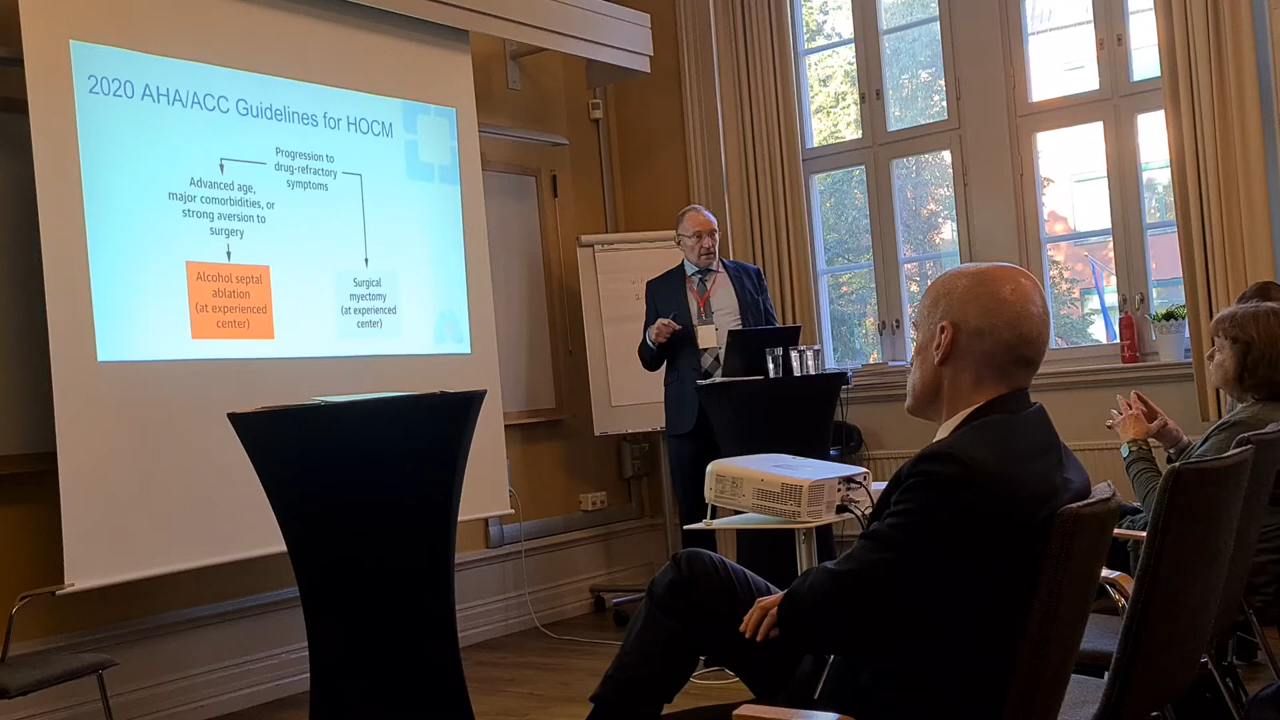 2020 AHA/ACC Guidelines for HOCM
Progression to
drug-refractory
symptoms
Advanced age,
major comorbidities, or
strong aversion to
surgery
Alcohol septal
ablation
(at experienced
center)
Surgical
myectomy
(at experienced
center)